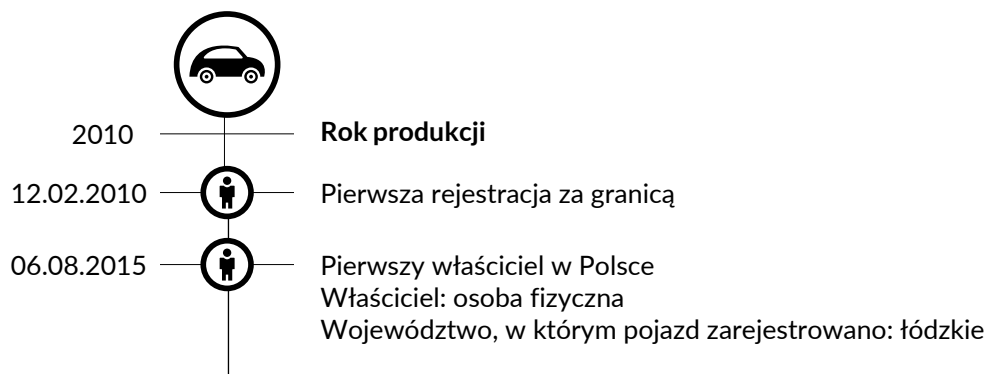 2010 Rok produkcji
12.02.2010 Pierwsza rejestracja za granicą
06.08.2015 Pierwszy właściciel w Polsce
Właściciel: osoba fizyczna
Województwo, w którym pojazd zarejestrowano: łódzkie